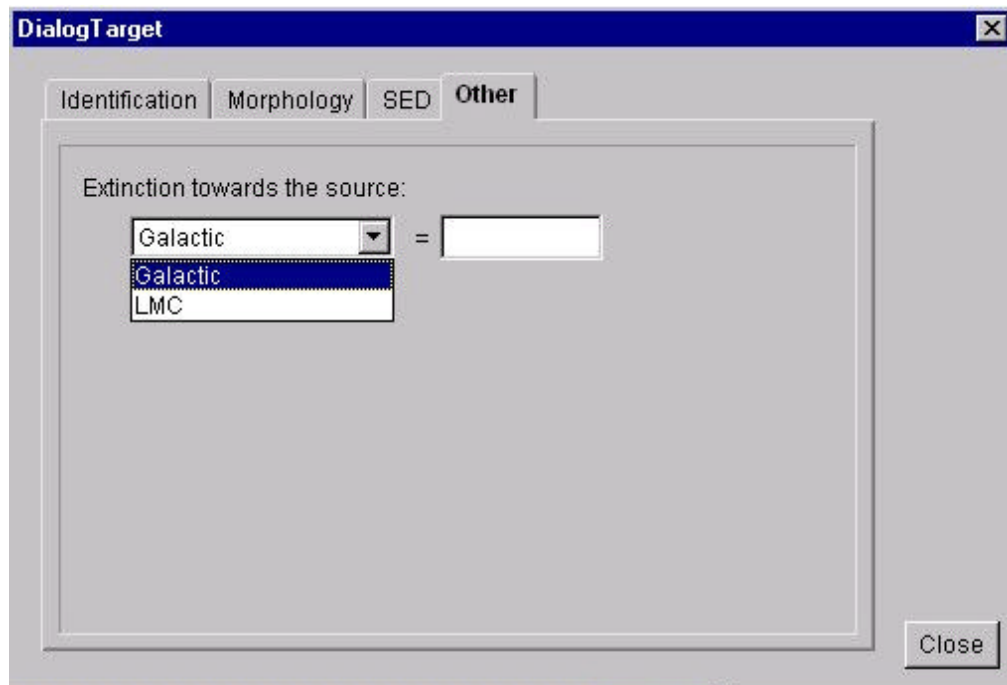 DialogTarget
Identification Morphology SED Other
Extinction towards the source:
Galactic =
Galactic
LMC
Close